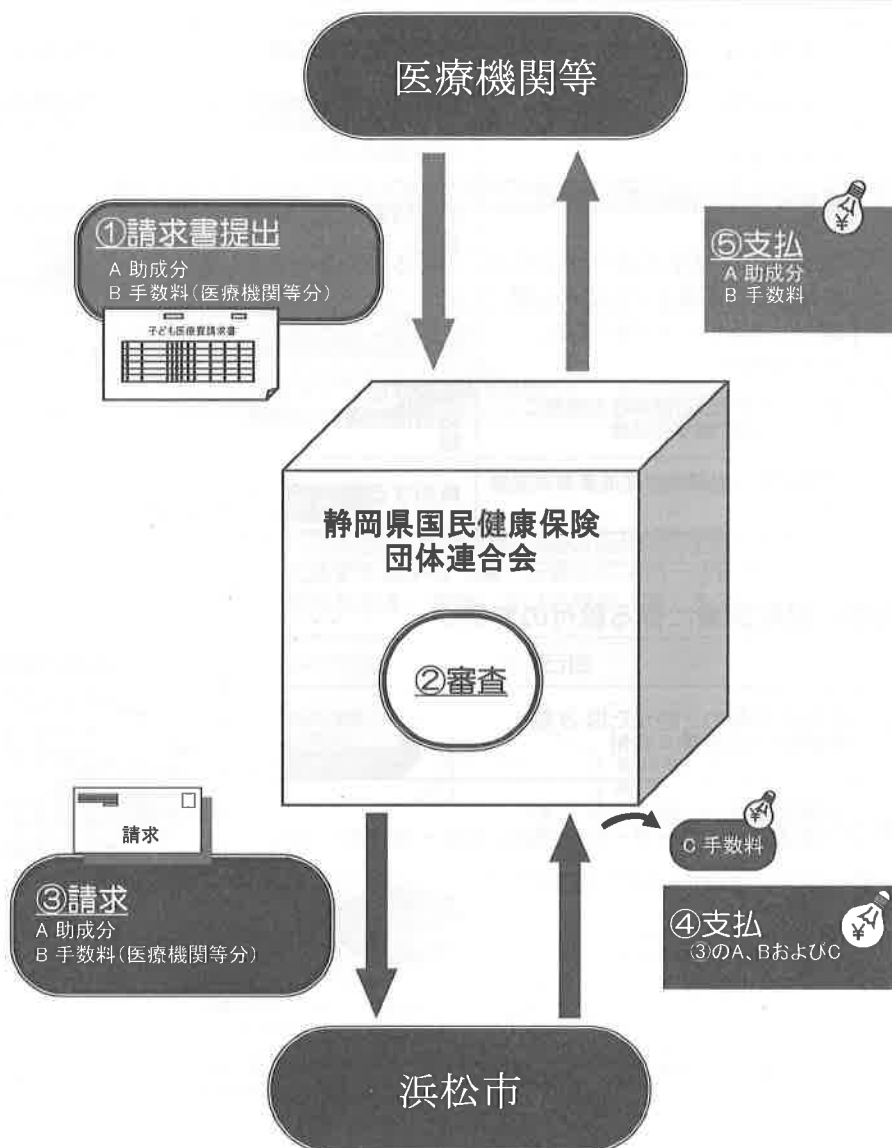 医療機関等
①請求書提出
A 助成分
B 手数料(医療機関等分)
子ども医療費請求書
⑤支払
A 助成分
B 手数料
静岡県国民健康保険
団体連合会
②審査
請求
③請求
A 助成分
B 手数料(医療機関等分)
C 手数料
④支払
③のA、BおよびC
浜松市